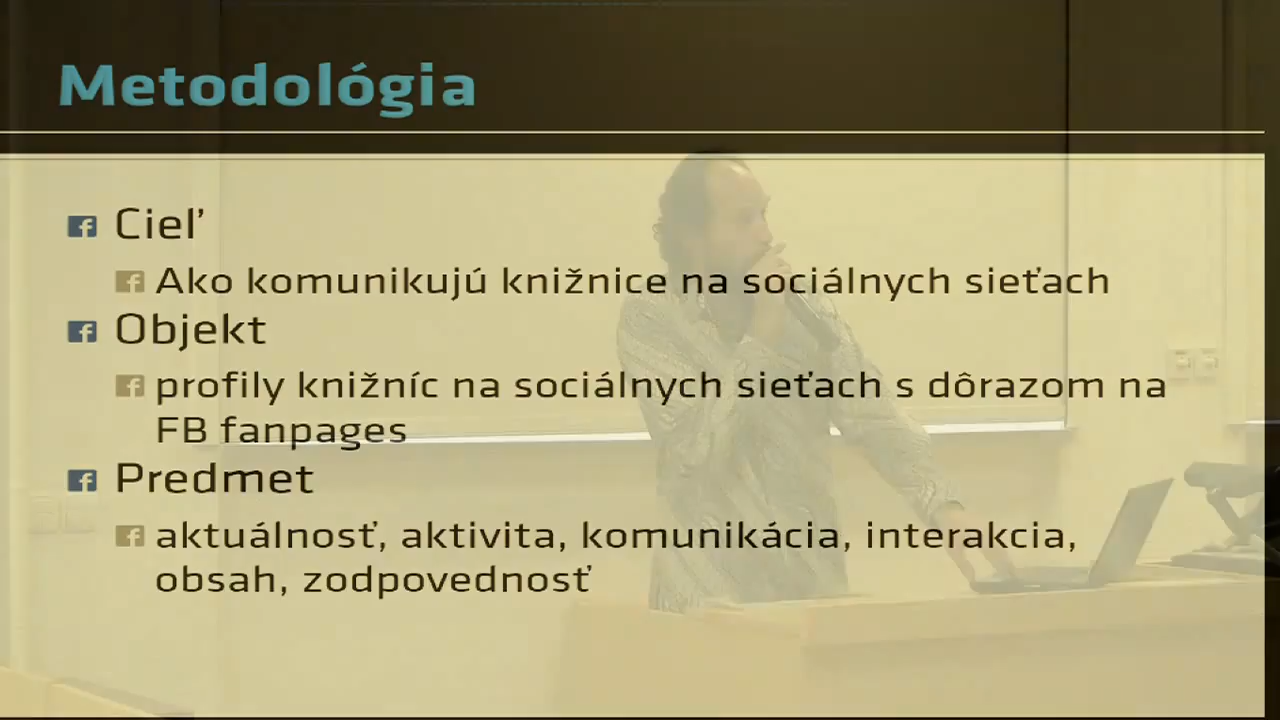 Metodológia
Cieľ
Ako komunikujú knižnice na sociálnych sieťach
Objekt
profily knižníc na sociálnych sieťach s dôrazom na
FB fanpages
Predmet
aktuálnosť, aktivita, komunikácia, interakcia,
obsah, zodpovednosť